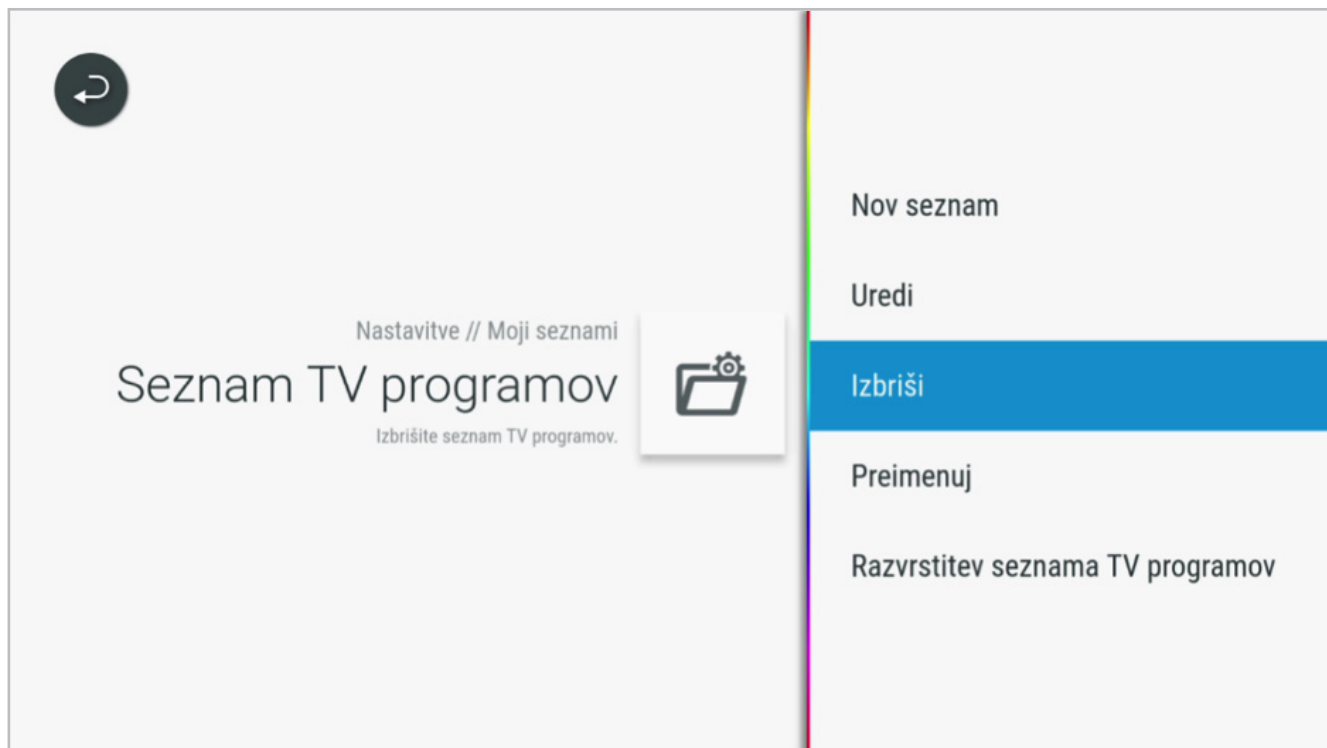 Nastavitve // Moji seznami
Seznam TV programov
Izbrišite seznam TV programov.
Nov seznam
Uredi
Izbriši
Preimenuj
Razvrstitev seznama TV programov